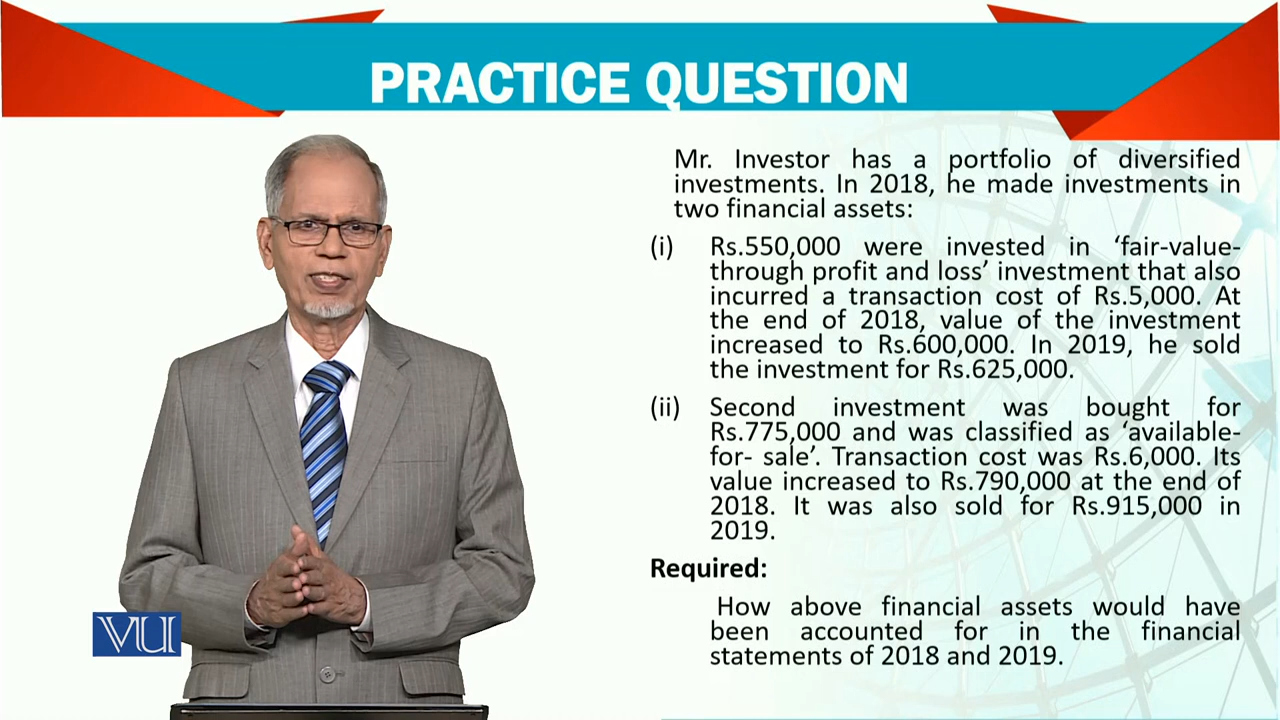 PRACTICE QUESTION
Mr. Investor has a portfolio of diversified
investments. In 2018, he made investments in
two financial assets:
(i) Rs.550,000 were invested in ‘fair-value-
through profit and loss’ investment that also
incurred a transaction cost of Rs.5,000. At
the end of 2018, value of the investment
increased to Rs.600,000. In 2019, he sold
the investment for Rs.625,000.
(ii) Second investment was bought for
Rs.775,000 and was classified as ‘available-
for- sale’. Transaction cost was Rs.6,000. Its
value increased to Rs.790,000 at the end of
2018. It was also sold for Rs.915,000 in
2019.
Required:
How above financial assets would have
been accounted for in the financial
statements of 2018 and 2019.
VU